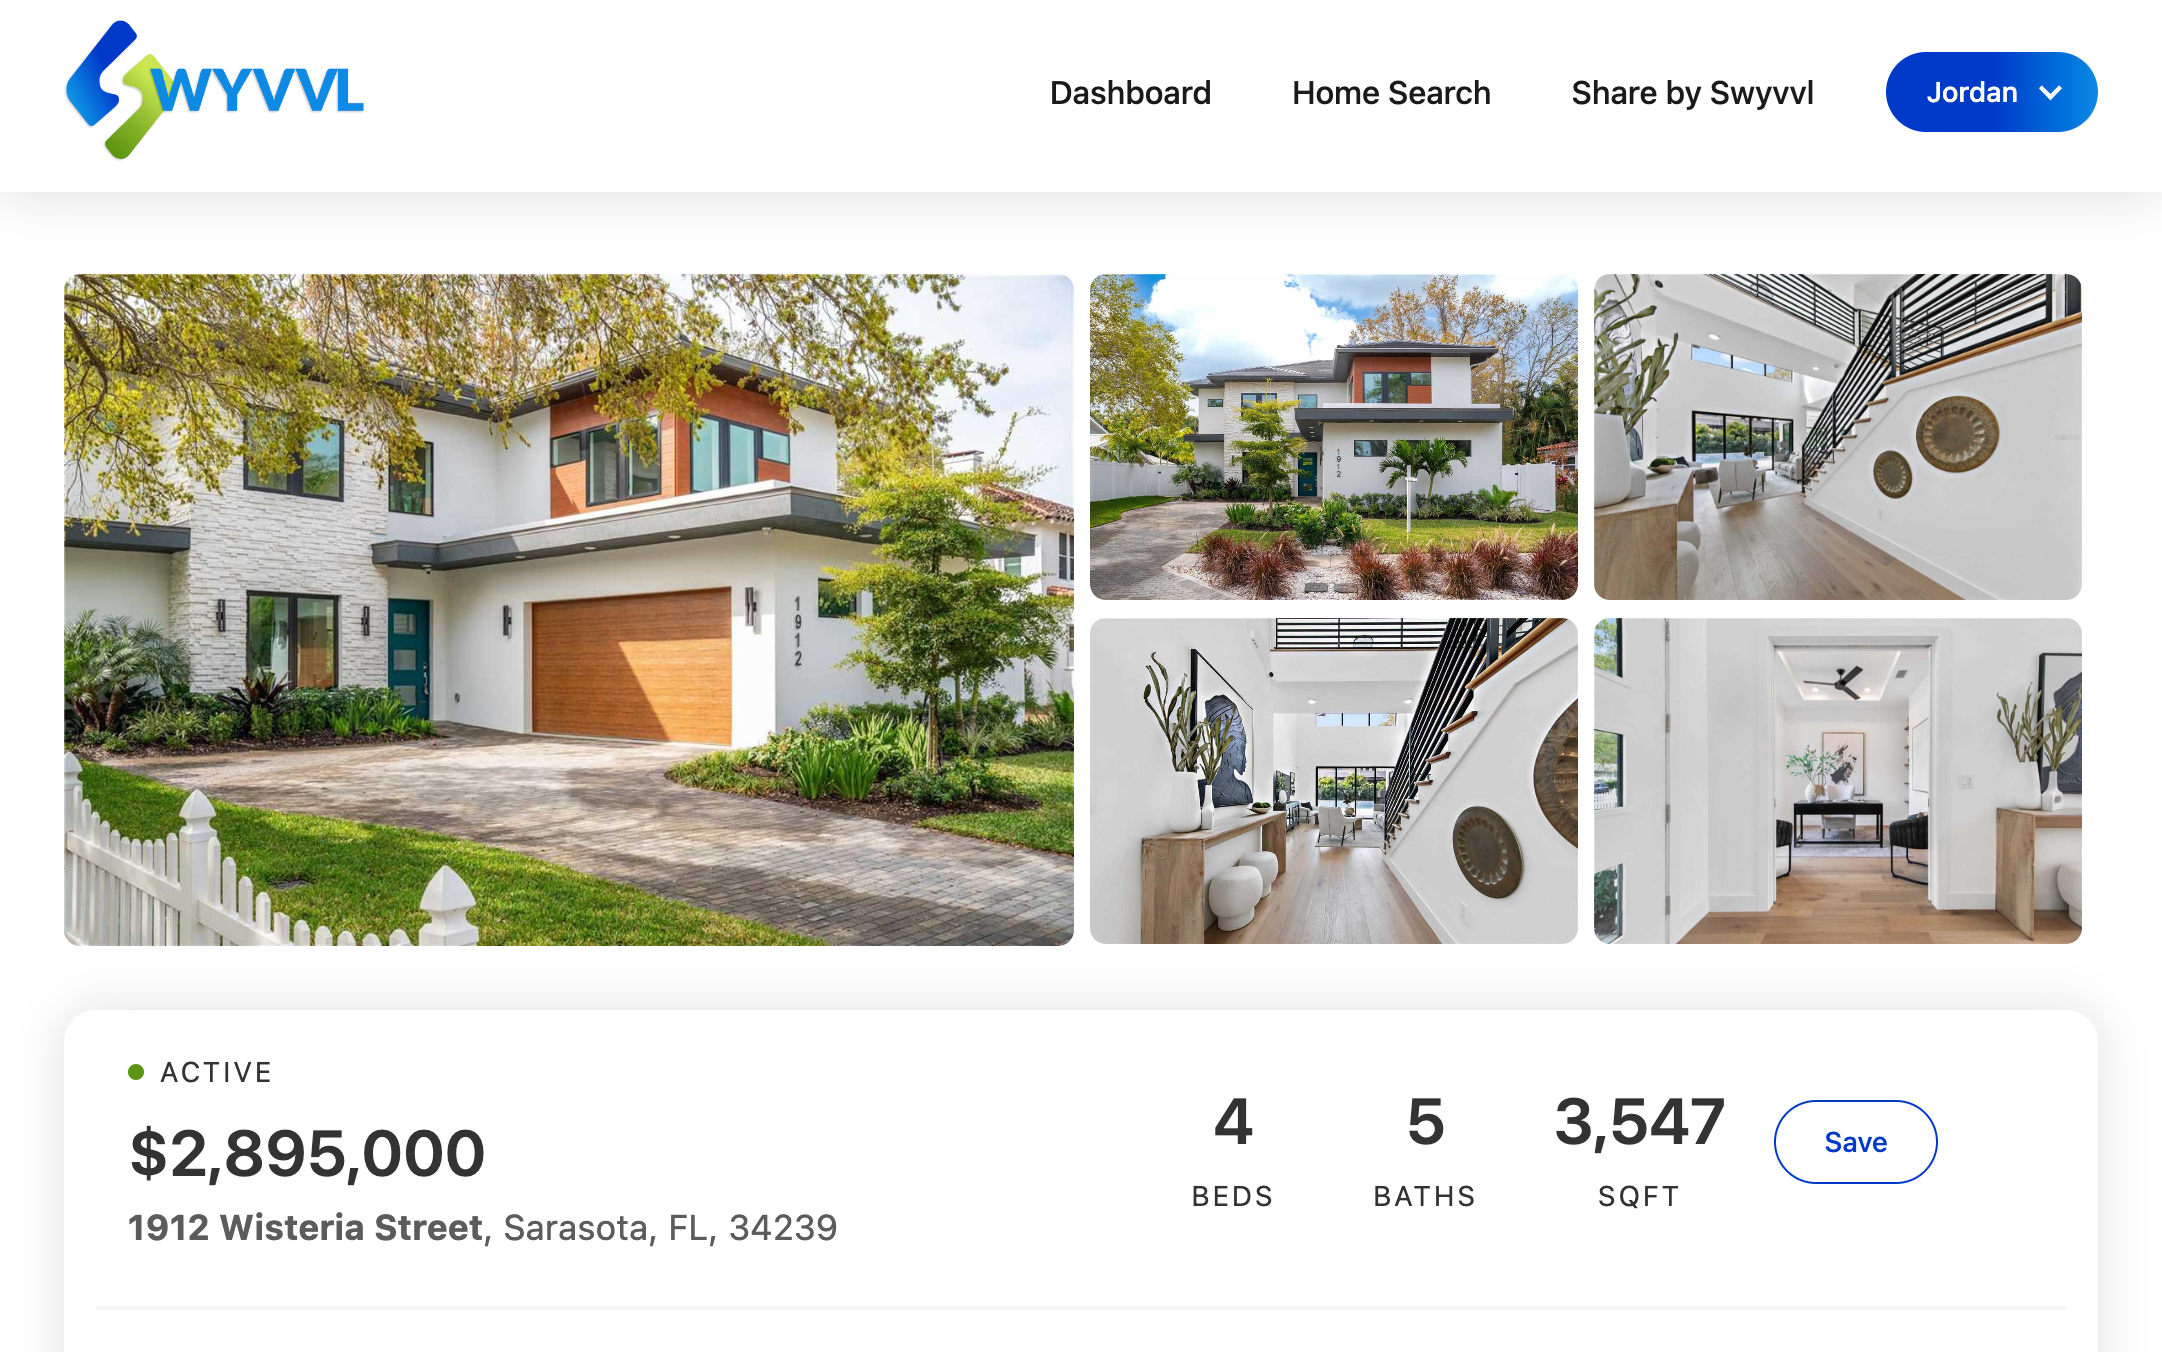 SWYVVL
Dashboard
Home Search
Share by Swyvvl
Jordan
1912
1912
ACTIVE
$2,895,000
1912 Wisteria Street, Sarasota, FL, 34239
4
BEDS
5
BATHS
3,547
SQFT
Save